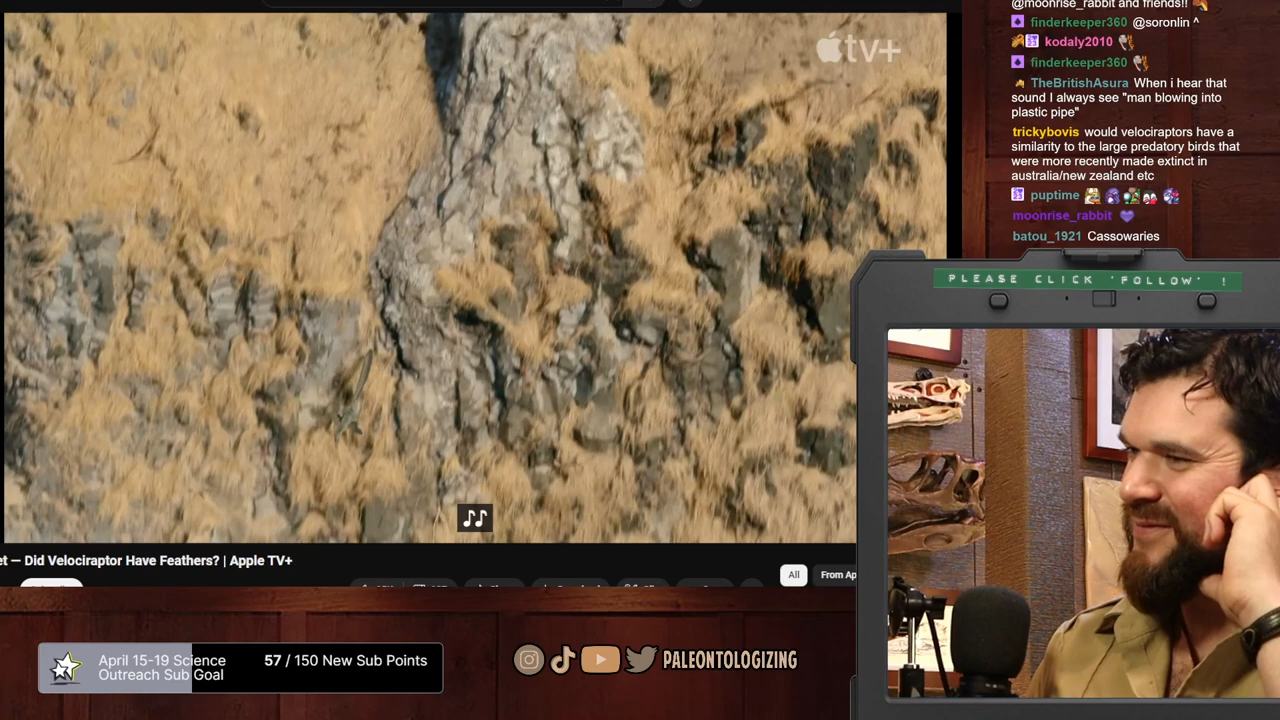 @moonrise_rabbit and friends!!
finderkeeper360 @soronlin ^
kodaly2010
finderkeeper360
TheBritishAsura When i hear that
sound I always see "man blowing into
plastic pipe"
trickybovis would velociraptors have a
similarity to the large predatory birds that
were more recently made extinct in
australia/new zealand etc
puptime
moonrise_rabbit
batou_1921 Cassowaries
tv+
PLEASE CLICK "FOLLOW" !
et — Did Velociraptor Have Feathers? | Apple TV+
All
From Ap
April 15-19 Science
Outreach Sub Goal
57 / 150 New Sub Points
PALEONTOLOGIZING